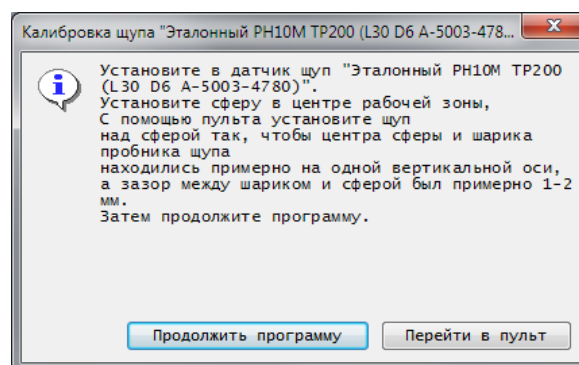 Калибровка щупа "Эталонный PH10M TP200 (L30 D6 A-5003-478...
Установите в датчик щуп "Эталонный PH10M TP200
(L30 D6 A-5003-4780)".
Установите сферу в центре рабочей зоны,
С помощью пульта установите щуп
над сферой так, чтобы центра сферы и шарика
пробника щупа
находились примерно на одной вертикальной оси,
а зазор между шариком и сферой был примерно 1-2
мм.
Затем продолжите программу.
Продолжить программу
Перейти в пульт